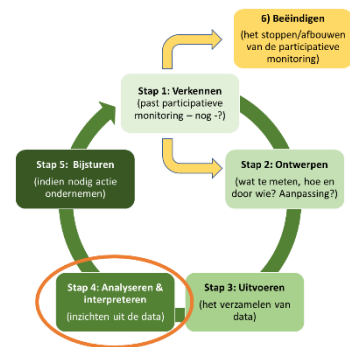 6) Beëindigen
(het stoppen/afbouwen
van de participatieve
monitoring)
Stap 1: Verkennen
(past participatieve
monitoring – nog -?)
Stap 5: Bijsturen
(indien nodig actie
ondernemen)
Stap 2: Ontwerpen
(wat te meten, hoe en
door wie? Aanpassing?)
Stap 4: Analyseren &
interpreteren
(inzichten uit de data)
Stap 3: Uitvoeren
(het verzamelen van
data)